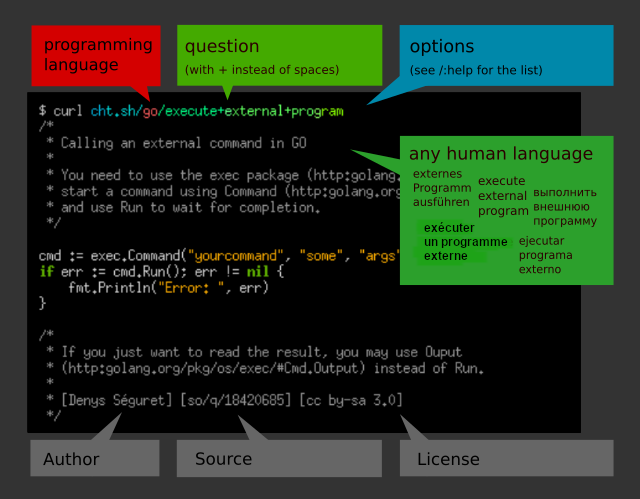 programming
language
question
(with + instead of spaces)
options
(see /:help for the list)
$ curl cht.sh/go/execute+external+program
/*
 * Calling an external command in GO
 *
 * You need to use the exec package (http:golang.
 * start a command using Command (http:golang.org
 * and use Run to wait for completion.
 */
cmd := exec.Command("yourcommand", "some", "args"
if err := cmd.Run(); err != nil {
    fmt.Println("Error: ", err)
}
/*
 * If you just want to read the result, you may use Ouput
 * (http:golang.org/pkg/os/exec/#Cmd.Output) instead of Run.
 *
 * [Denys Séguret] [so/q/18420685] [cc by-sa 3.0]
 */
any human language
externes
Programm
ausführen
execute
external
program
выполнить
внешнюю
программу
exécuter
un programme
externe
ejecutar
programa
externo
Author
Source
License